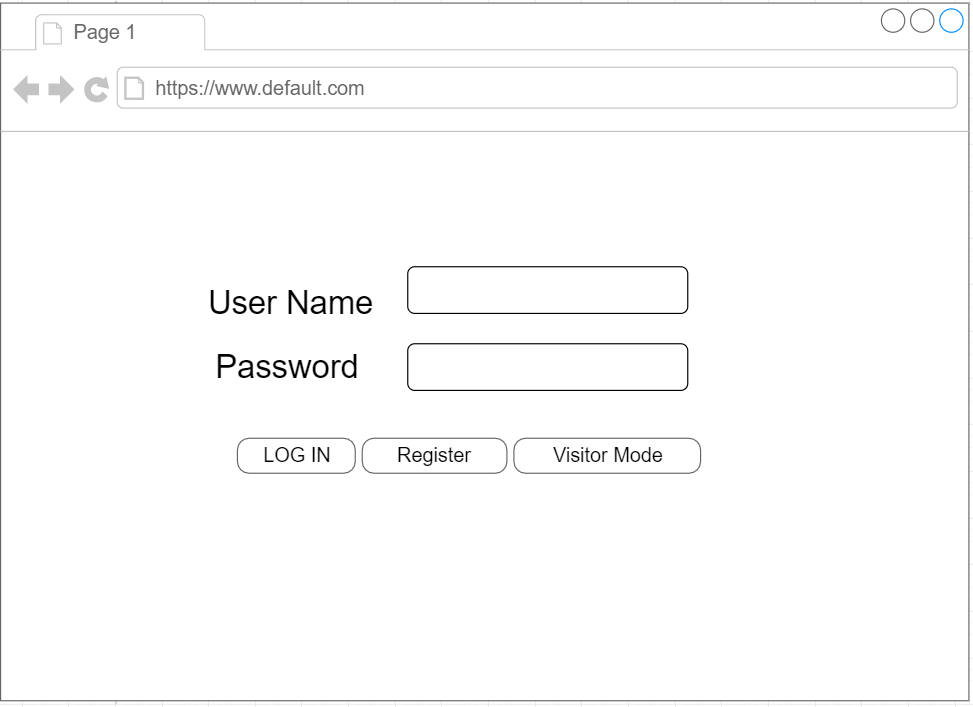 Page 1
https://www.default.com
User Name
Password
LOG IN Register Visitor Mode